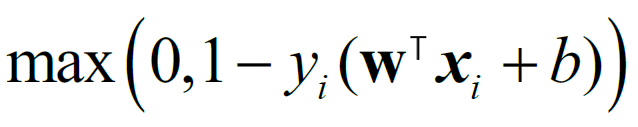 max(0,1− yᵢ(𝐰ᵀ𝒙ᵢ +b))